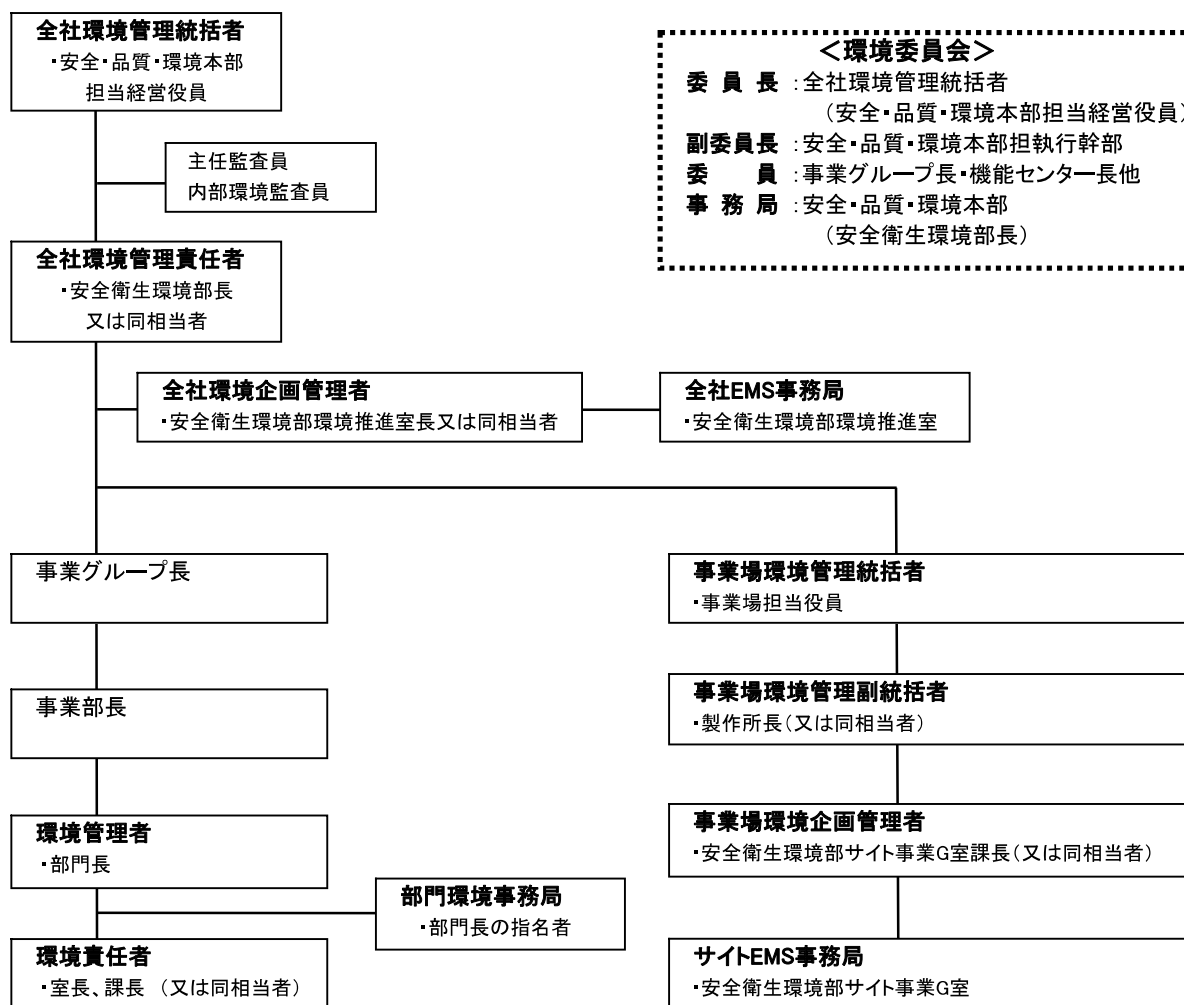 全社環境管理統括者
・安全・品質・環境本部
担当経営役員
主任監査員
内部環境監査員
全社環境管理責任者
・安全衛生環境部長
又は同相当者
＜環境委員会＞
委員長：全社環境管理統括者
（安全・品質・環境本部担当経営役員）
副委員長：安全・品質・環境本部担執行幹部
委員：事業グループ長・機能センター長他
事務局：安全・品質・環境本部
（安全衛生環境部長）
全社環境企画管理者
・安全衛生環境部環境推進室長又は同相当者
全社EMS事務局
・安全衛生環境部環境推進室
事業グループ長
事業部長
環境管理者
・部門長
部門環境事務局
・部門長の指名者
環境責任者
・室長、課長 （又は同相当者）
事業場環境管理統括者
・事業場担当役員
事業場環境管理副統括者
・製作所長（又は同相当者）
事業場環境企画管理者
・安全衛生環境部サイト事業G室課長（又は同相当者）
サイトEMS事務局
・安全衛生環境部サイト事業G室